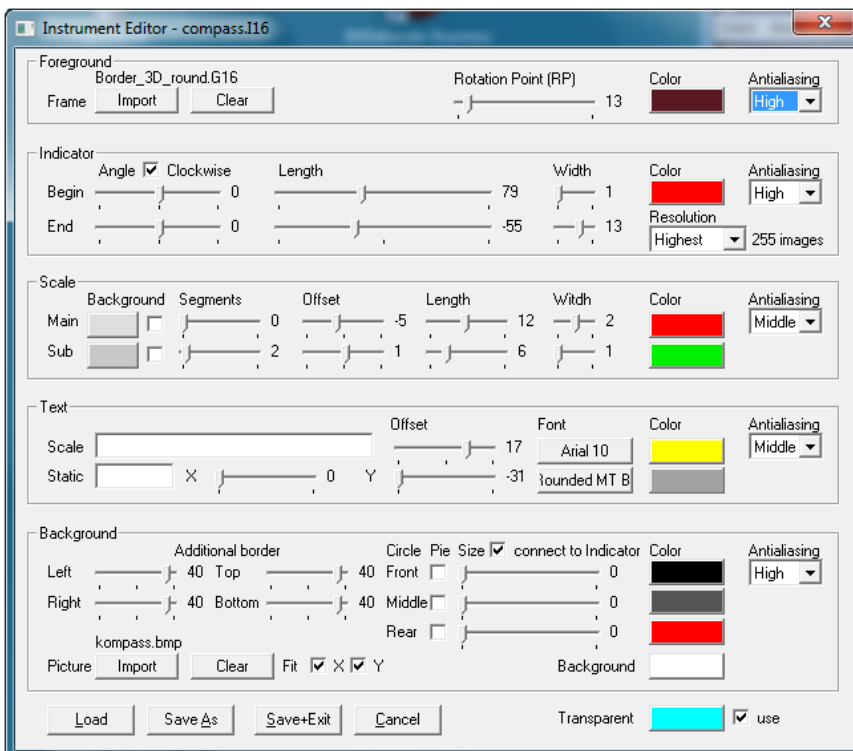 Instrument Editor - compass.I16
Foreground
Border_3D_round.G16
Rotation Point (RP) Color Antialiasing
Frame Import Clear 13 High
Indicator
Angle Clockwise Length Width Color Antialiasing
Begin 0 79 1 High
Resolution
End 0 -55 13 Highest 255 images
Scale
Background Segments Offset Length Witdh Color Antialiasing
Main 0 -5 12 2 Middle
Sub 2 1 6 1
Text
Offset Font Color Antialiasing
Scale 17 Arial 10 Middle
Static X 0 Y -31 Rounded MT B
Background
Additional border Circle Pie Size connect to Indicator Color Antialiasing
Left 40 Top 40 Front 0 High
Right 40 Bottom 40 Middle 0
Rear 0
kompass.bmp
Picture Import Clear Fit X Y Background
Load Save As Save+Exit Cancel Transparent use